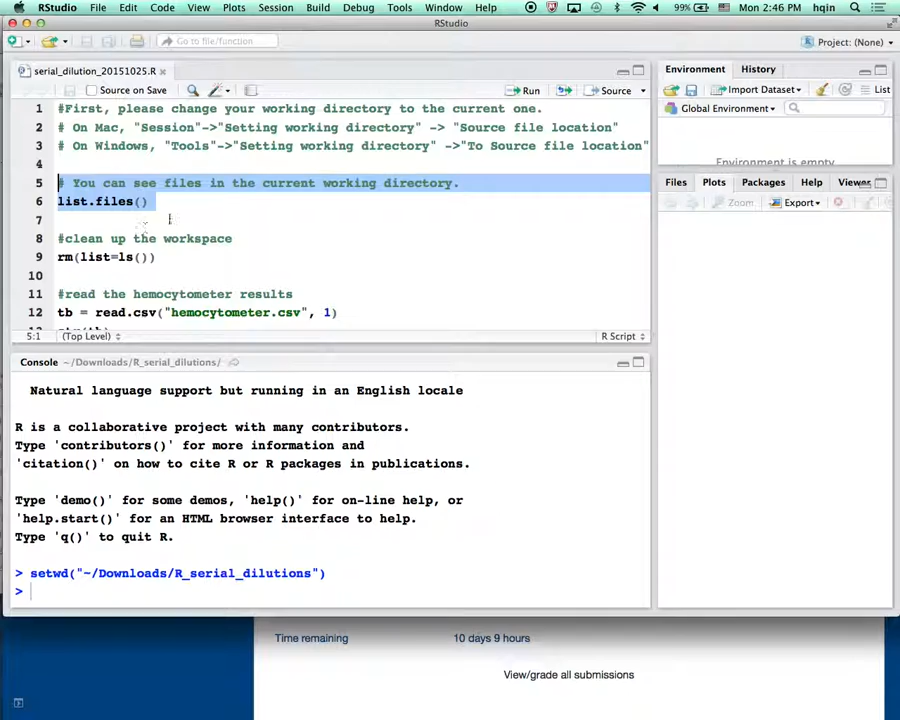 RStudio File Edit Code View Plots Session Build Debug Tools Window Help 99% Mon 2:46 PM hqin
RStudio
Go to file/function Project: (None)
serial_dilution_20151025.R
Source on Save Run Source
1 #First, please change your working directory to the current one.
2 # On Mac, "Session"->"Setting working directory" -> "Source file location"
3 # On Windows, "Tools"->"Setting working directory" ->"To Source file location"
4
5 # You can see files in the current working directory.
6 list.files()
7
8 #clean up the workspace
9 rm(list=ls())
10
11 #read the hemocytometer results
12 tb = read.csv("hemocytometer.csv", 1)
5:1 (Top Level) R Script
Console ~/Downloads/R_serial_dilutions/
Natural language support but running in an English locale
R is a collaborative project with many contributors.
Type 'contributors()' for more information and
'citation()' on how to cite R or R packages in publications.
Type 'demo()' for some demos, 'help()' for on-line help, or
'help.start()' for an HTML browser interface to help.
Type 'q()' to quit R.
> setwd("~/Downloads/R_serial_dilutions")
>
Environment History
Import Dataset List
Global Environment
Environment is empty
Files Plots Packages Help Viewer
Zoom Export
Time remaining 10 days 9 hours
View/grade all submissions